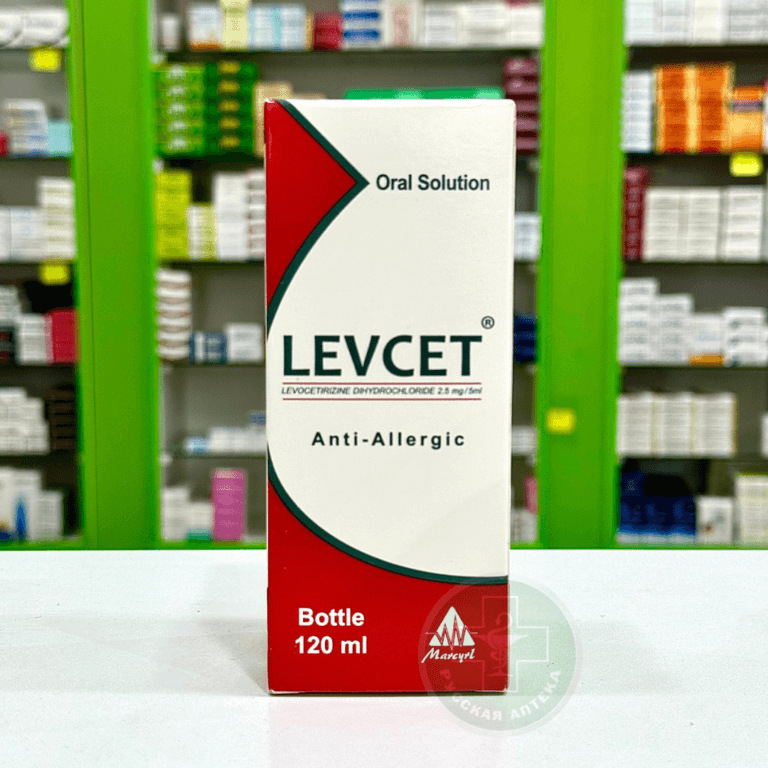 Oral Solution
LEVCET®
LEVOCETIRIZINE DIHYDROCHLORIDE 2.5 mg/5ml
Anti-Allergic
Bottle
120 ml
Marcyrl
РУССКАЯ АПТЕКА